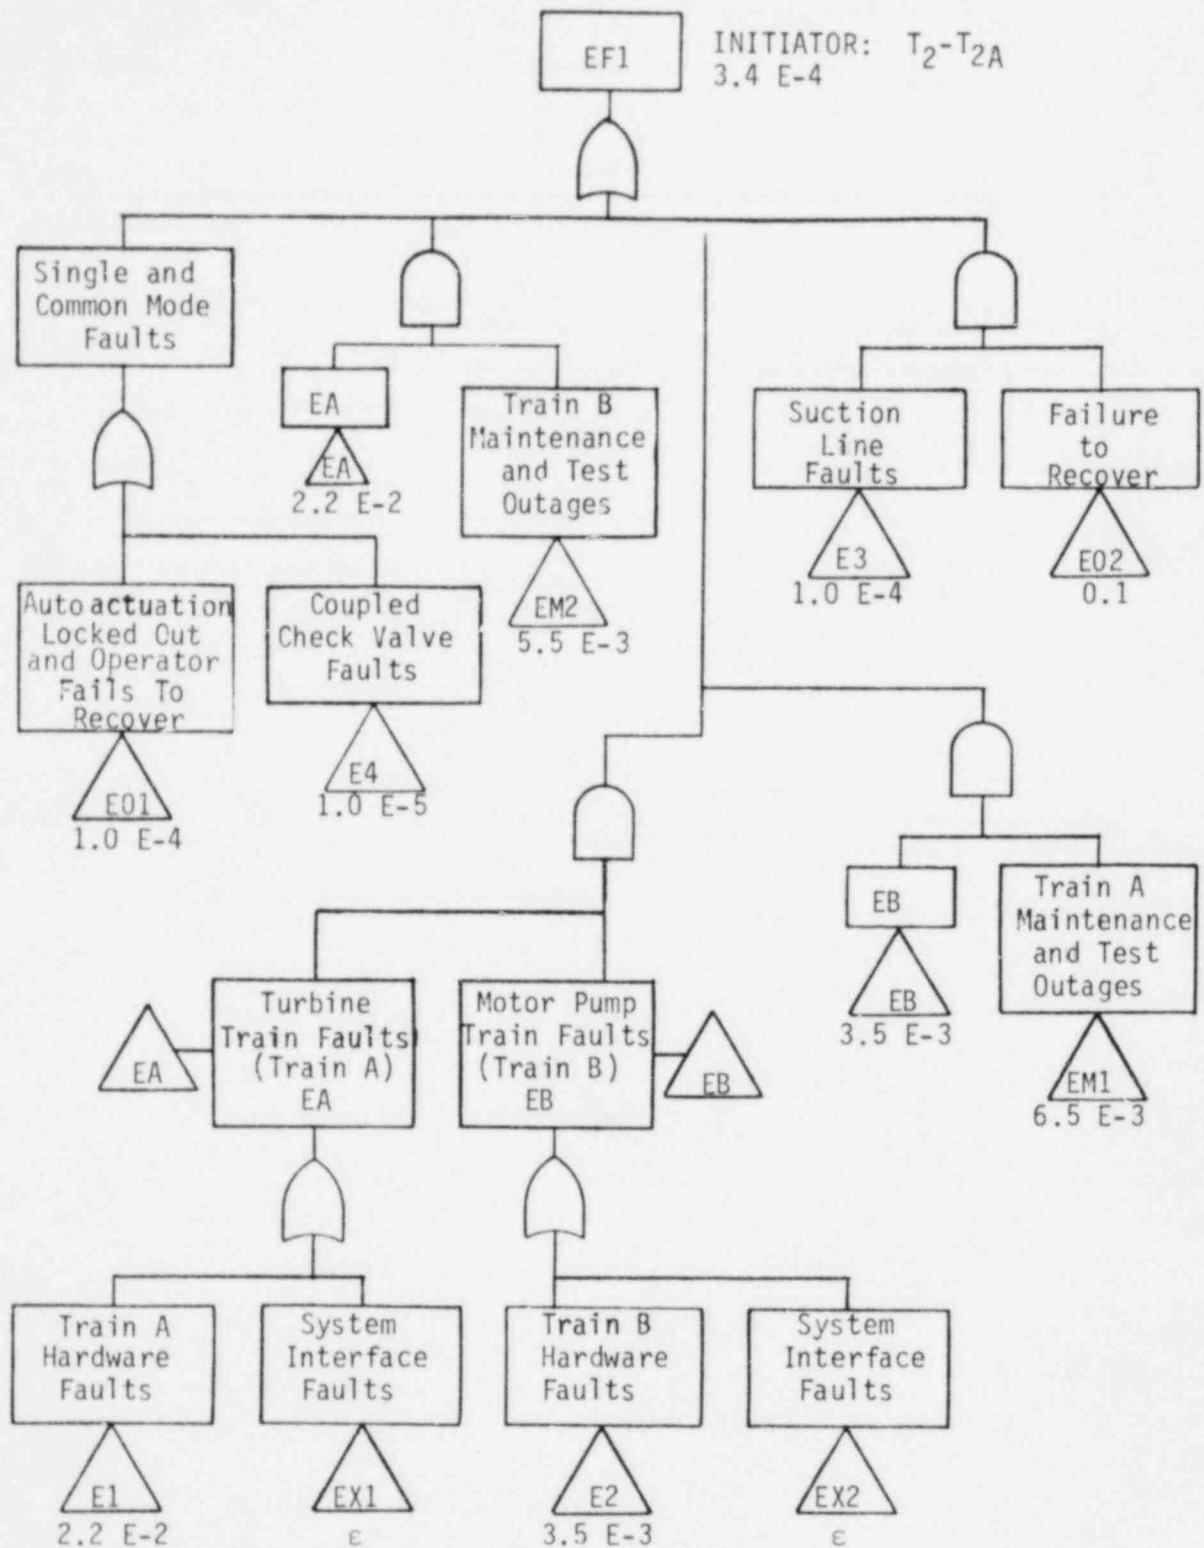 EF1
INITIATOR: T2-T2A
3.4 E-4
Single and
Common Mode
Faults
EA
EA
2.2 E-2
Train B
Maintenance
and Test
Outages
EM2
5.5 E-3
Suction
Line
Faults
E3
1.0 E-4
Failure
to
Recover
EO2
0.1
Autoactuation
Locked Cut
and Operator
Fails To
Recover
EO1
1.0 E-4
Coupled
Check Valve
Faults
E4
1.0 E-5
EB
EB
3.5 E-3
Train A
Maintenance
and Test
Outages
EM1
6.5 E-3
EA
Turbine
Train Faults
(Train A)
EA
Motor Pump
Train Faults
(Train B)
EB
EB
Train A
Hardware
Faults
E1
2.2 E-2
System
Interface
Faults
EX1
ε
Train B
Hardware
Faults
E2
3.5 E-3
System
Interface
Faults
EX2
ε